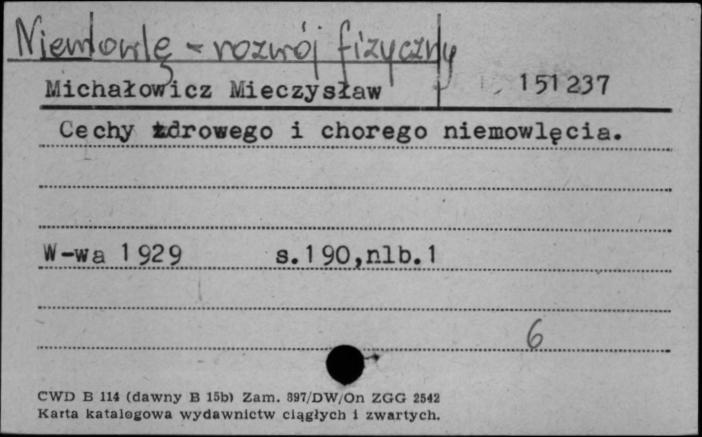 Niemowlę - rozwój fizyczny
Michałowicz Mieczysław 151237
Cechy zdrowego i chorego niemowlęcia.
W-wa 1929 s.190,nlb.1
6
CWD B 114 (dawny B 15b) Zam. 897/DW/On ZGG 2542
Karta katalogowa wydawnictw ciągłych i zwartych.